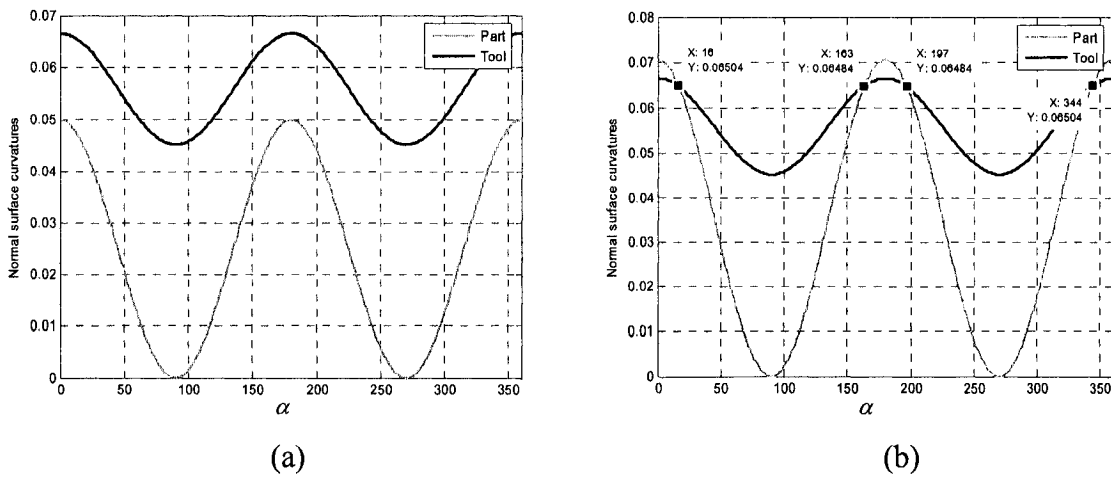 0.07
0.06
0.05
0.04
0.03
0.02
0.01
0
Normal surface curvatures
0 50 100 150 200 250 300 350
α
Part
Tool
(a)
0.08
0.07
0.06
0.05
0.04
0.03
0.02
0.01
0
Normal surface curvatures
0 50 100 150 200 250 300 350
α
Part
Tool
X: 16
Y: 0.06504
X: 163
Y: 0.06484
X: 197
Y: 0.06484
X: 344
Y: 0.06504
(b)